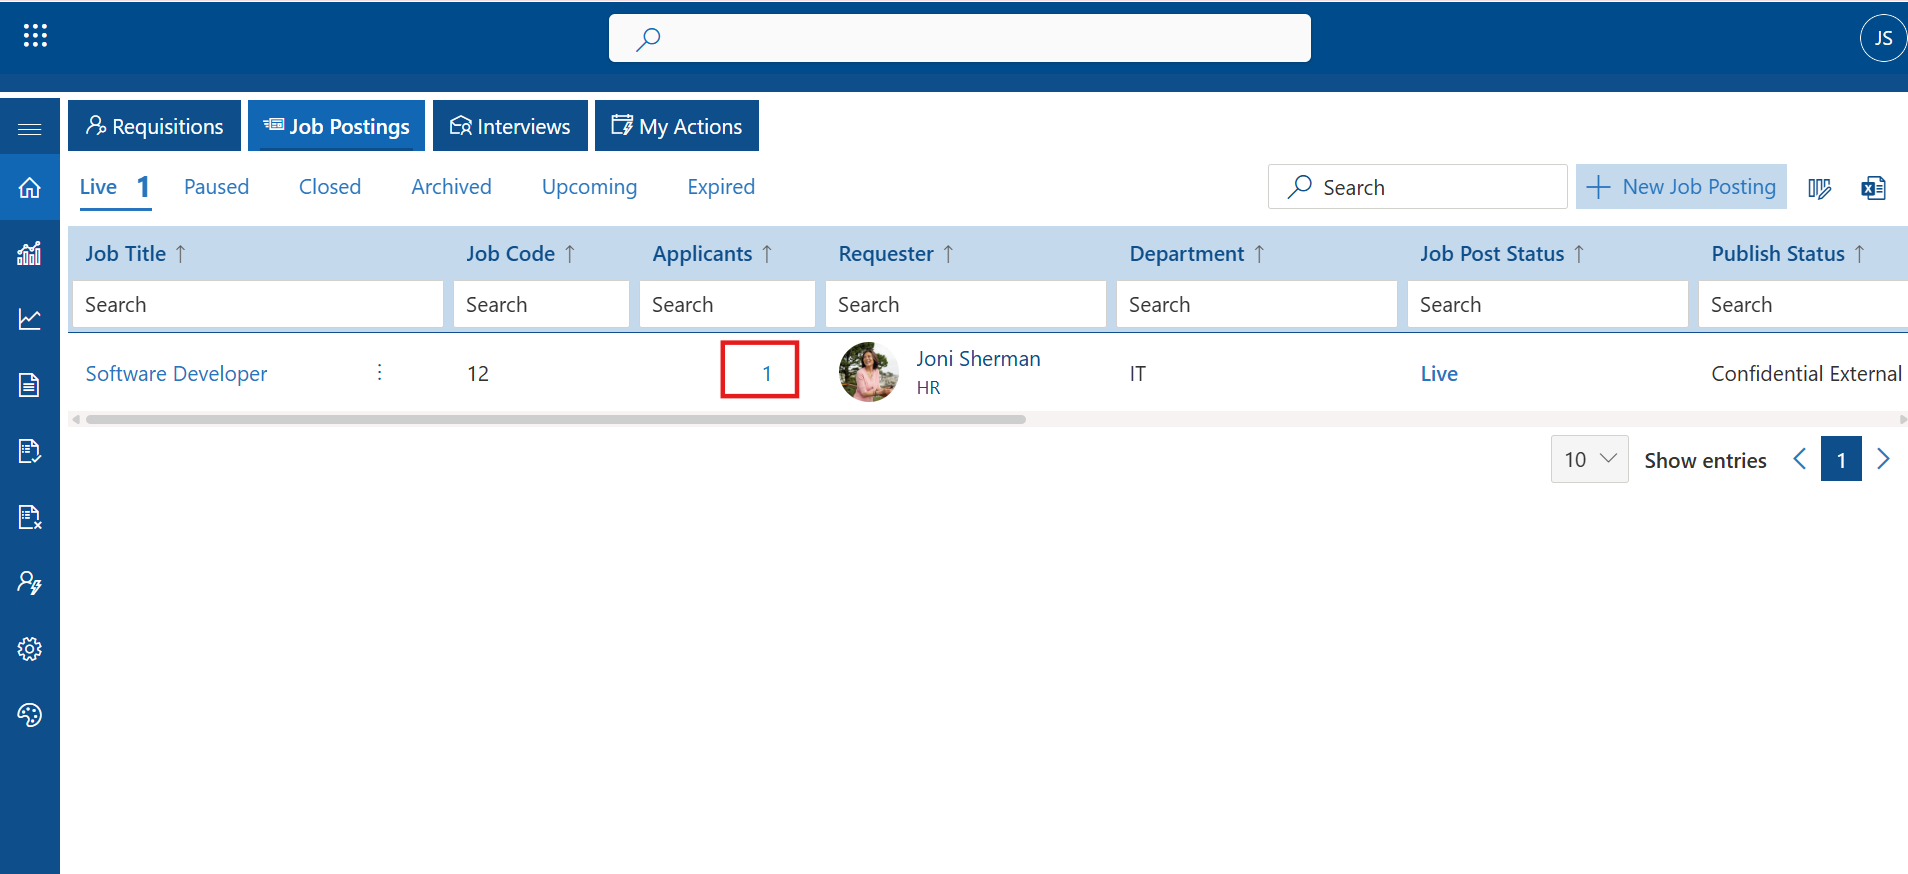 JS
Requisitions Job Postings Interviews My Actions
Live 1 Paused Closed Archived Upcoming Expired Search New Job Posting
Job Title ↑ Job Code ↑ Applicants ↑ Requester ↑ Department ↑ Job Post Status ↑ Publish Status ↑
Search Search Search Search Search Search Search
Software Developer 12 1 Joni Sherman IT Live Confidential External
HR
10 Show entries 1